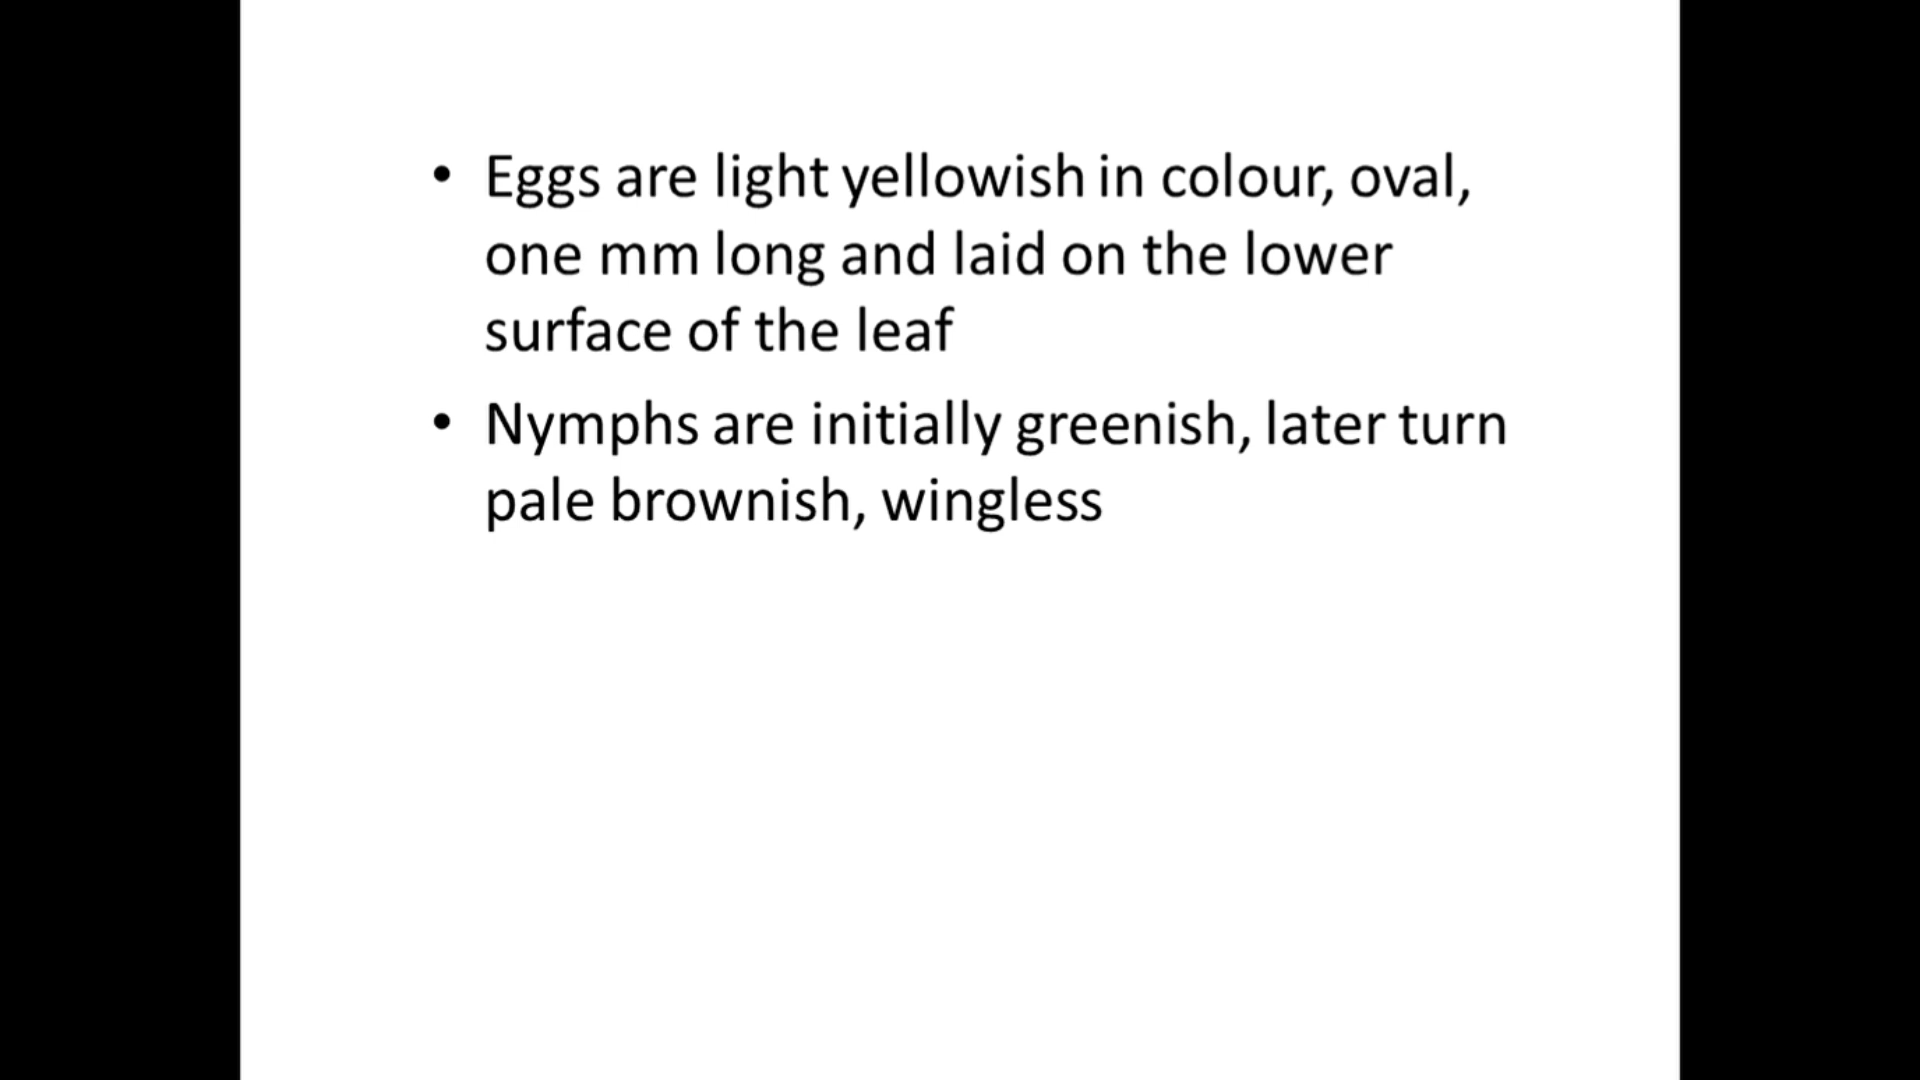 • Eggs are light yellowish in colour, oval,
one mm long and laid on the lower
surface of the leaf
• Nymphs are initially greenish, later turn
pale brownish, wingless